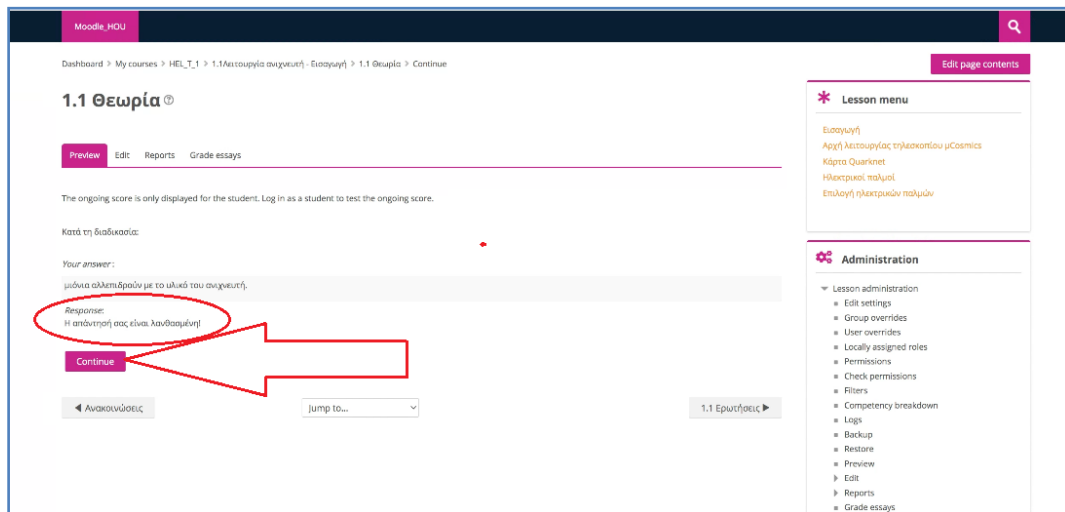 Moodle_HOU
Dashboard > My courses > HEL_T_1 > 1.1Λειτουργία ανιχνευτή - Εισαγωγή > 1.1 Θεωρία > Continue
Edit page contents
1.1 Θεωρία
Preview Edit Reports Grade essays
The ongoing score is only displayed for the student. Log in as a student to test the ongoing score.
Κατά τη διαδικασία:
Your answer :
μιόνια αλλεπιδρούν με το υλικό του ανιχνευτή.
Response:
Η απάντησή σας είναι λανθασμένη!
Continue
Ανακοινώσεις
Jump to...
1.1 Ερωτήσεις
Lesson menu
Εισαγωγή
Αρχή λειτουργίας τηλεσκοπίου μCosmics
Κάρτα Quarknet
Ηλεκτρικοί παλμοί
Επιλογή ηλεκτρικών παλμών
Administration
Lesson administration
Edit settings
Group overrides
User overrides
Locally assigned roles
Permissions
Check permissions
Filters
Competency breakdown
Logs
Backup
Restore
Preview
Edit
Reports
Grade essays